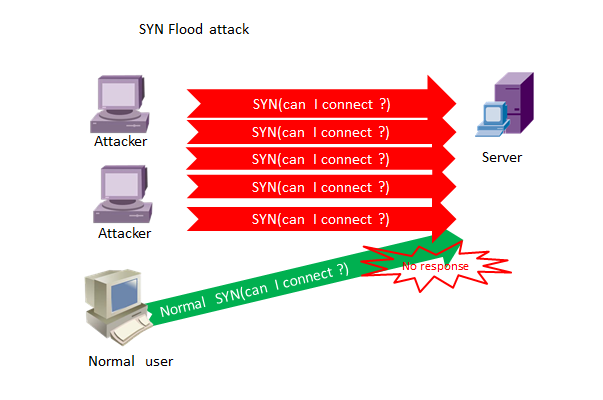 SYN Flood attack
SYN(can I connect ?)
SYN(can I connect ?)
Attacker
SYN(can I connect ?)
Server
SYN(can I connect ?)
SYN(can I connect ?)
Attacker
No response
Normal SYN(can I connect ?)
Normal user